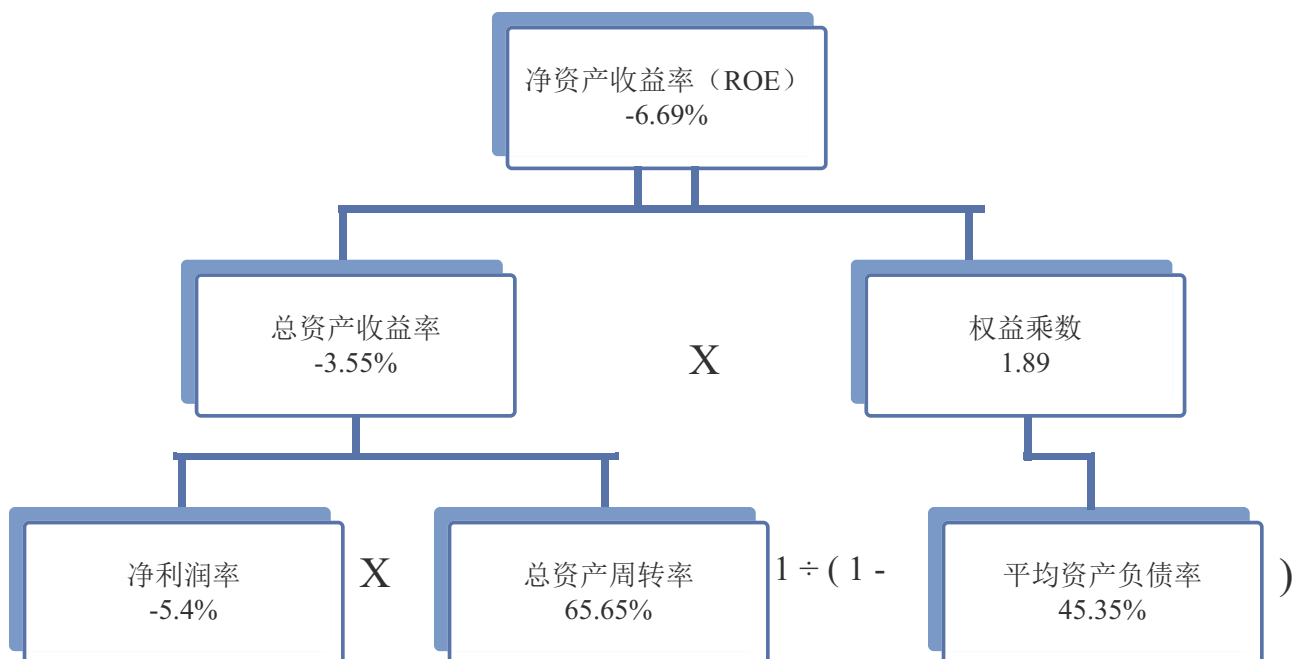 净资产收益率（ROE）
-6.69%
总资产收益率
-3.55%
X
权益乘数
1.89
净利润率
-5.4%
X
总资产周转率
65.65%
1 ÷ ( 1 -
平均资产负债率
45.35%
)